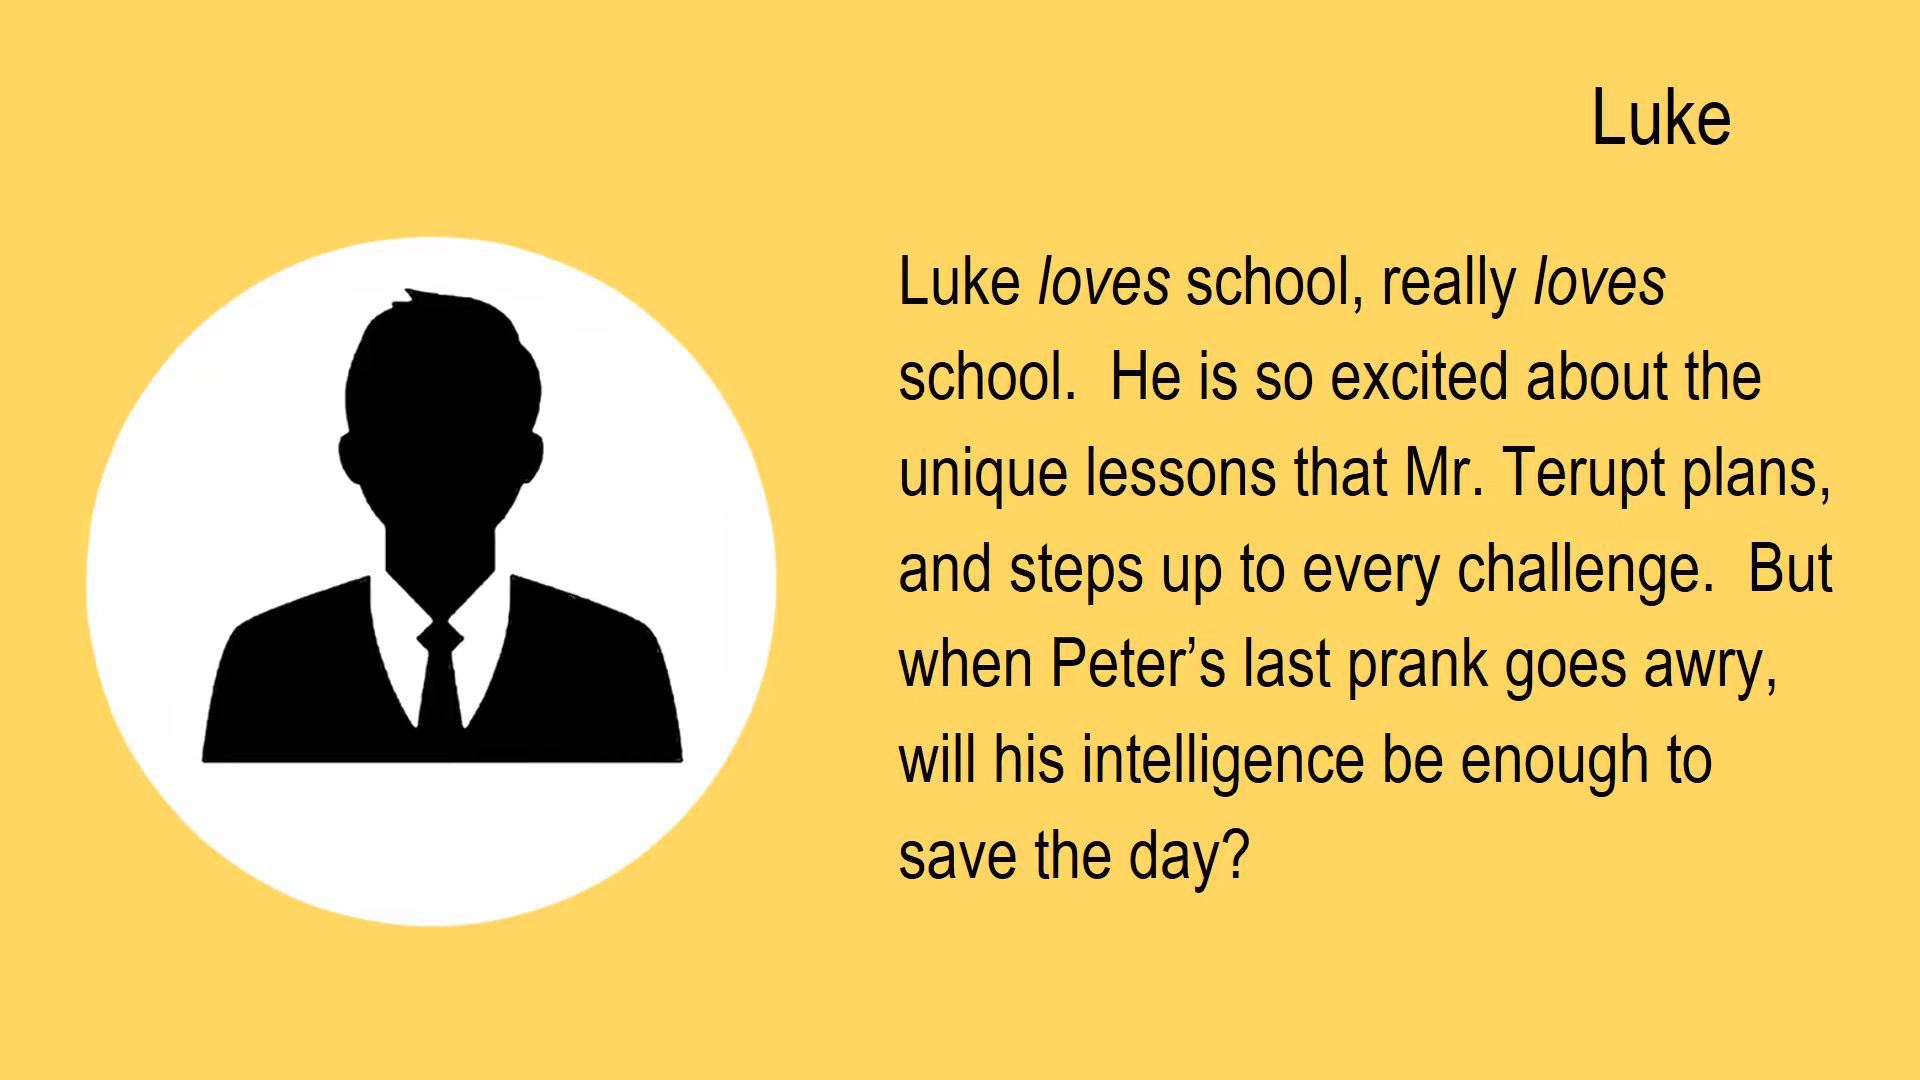 Luke
Luke loves school, really loves
school.  He is so excited about the
unique lessons that Mr. Terupt plans,
and steps up to every challenge.  But
when Peter’s last prank goes awry,
will his intelligence be enough to
save the day?